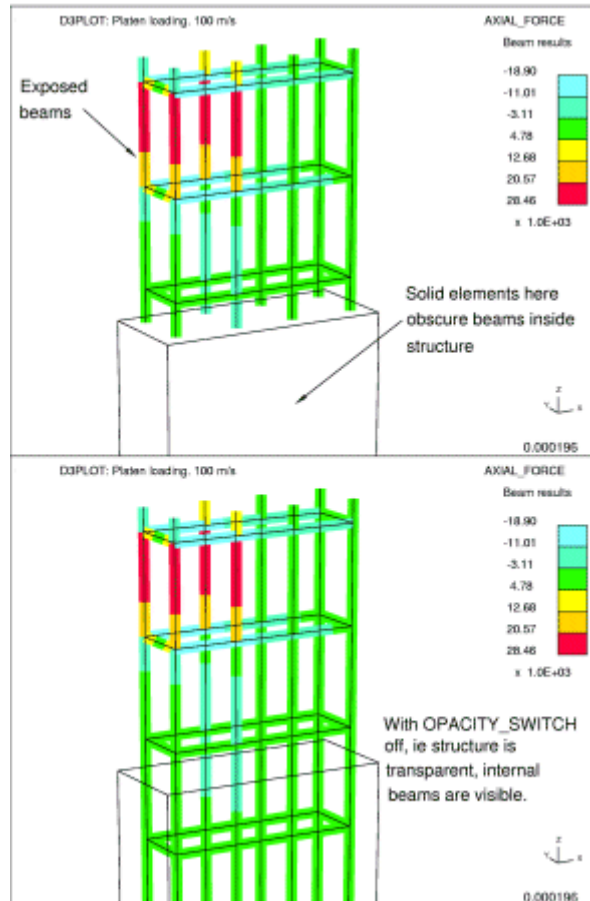 D3PLOT: Platen loading. 100 m/s
AXIAL_FORCE
Beam results
-18.90
-11.01
-3.11
4.78
12.68
20.57
28.46
x 1.0E+03
Exposed
beams
Solid elements here
obscure beams inside
structure
Z
Y
X
0.000196
D3PLOT: Platen loading. 100 m/s
AXIAL_FORCE
Beam results
-18.90
-11.01
-3.11
4.78
12.68
20.57
28.46
x 1.0E+03
With OPACITY_SWITCH
off, ie structure is
transparent, internal
beams are visible.
Z
Y
X
0.000196